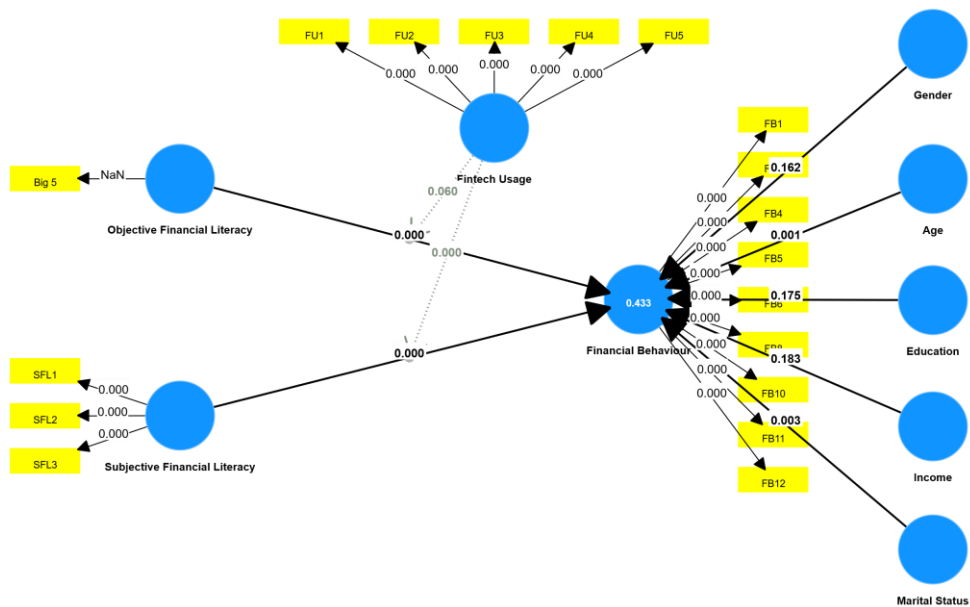 FU1
FU2
FU3
FU4
FU5
0.000
0.000
0.000
0.000
0.000
Fintech Usage
Big 5
NaN
Objective Financial Literacy
0.060
0.000
0.000
0.000
SFL1
SFL2
SFL3
0.000
0.000
0.000
Subjective Financial Literacy
0.433
Financial Behaviour
FB1
FB4
FB5
FB6
FB10
FB11
FB12
0.000
0.000
0.000
0.000
0.000
0.000
0.000
0.000
0.000
0.162
0.001
0.175
0.183
0.003
Gender
Age
Education
Income
Marital Status